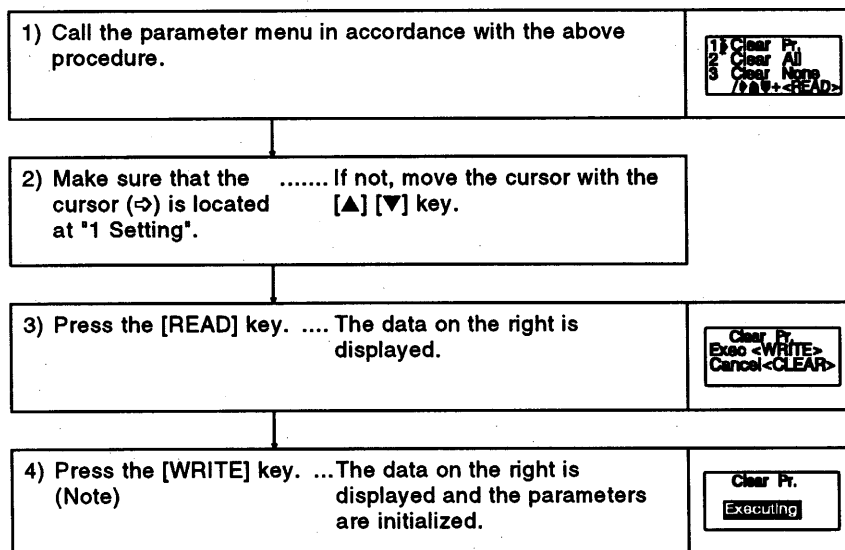 1) Call the parameter menu in accordance with the above
procedure.
1 Clear Pr.
2 Clear All
3 Clear None
+<READ>
2) Make sure that the ....... If not, move the cursor with the
cursor (⇨) is located [▲] [▼] key.
at "1 Setting".
3) Press the [READ] key. .... The data on the right is
displayed.
Clear Pr.
Exec <WRITE>
Cancel<CLEAR>
4) Press the [WRITE] key. ...The data on the right is
(Note) displayed and the parameters
are initialized.
Clear Pr.
Executing